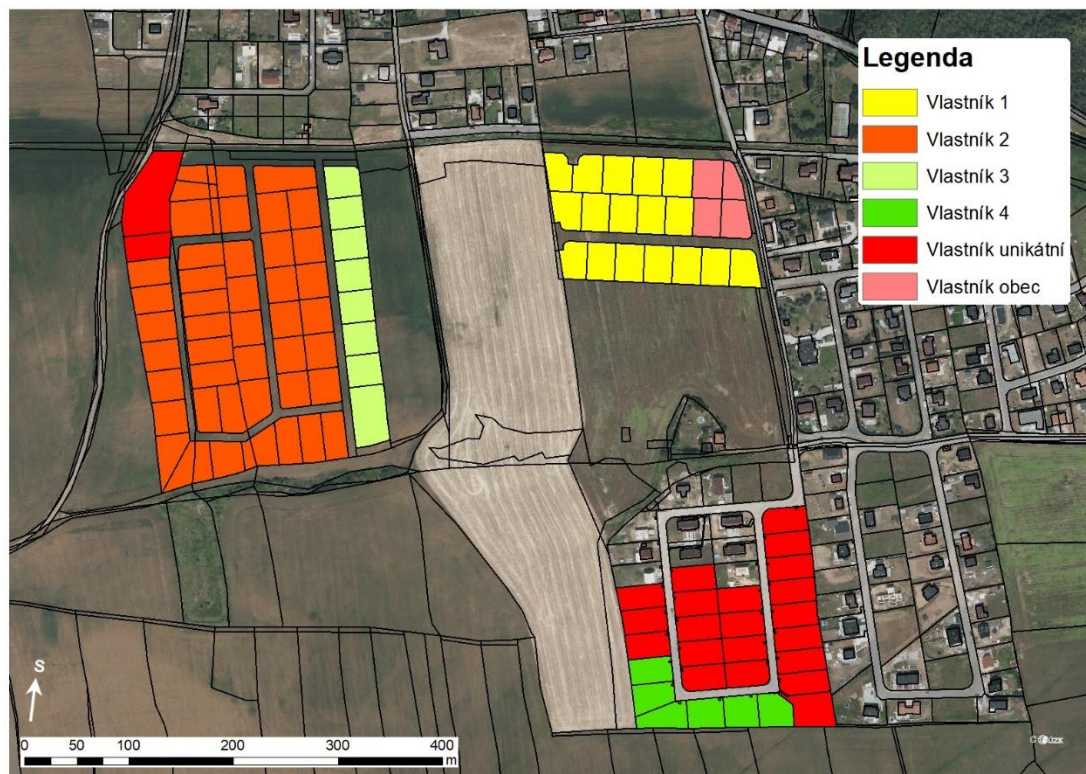 Legenda
Vlastník 1
Vlastník 2
Vlastník 3
Vlastník 4
Vlastník unikátní
Vlastník obec
S
0 50 100 200 300 400
m